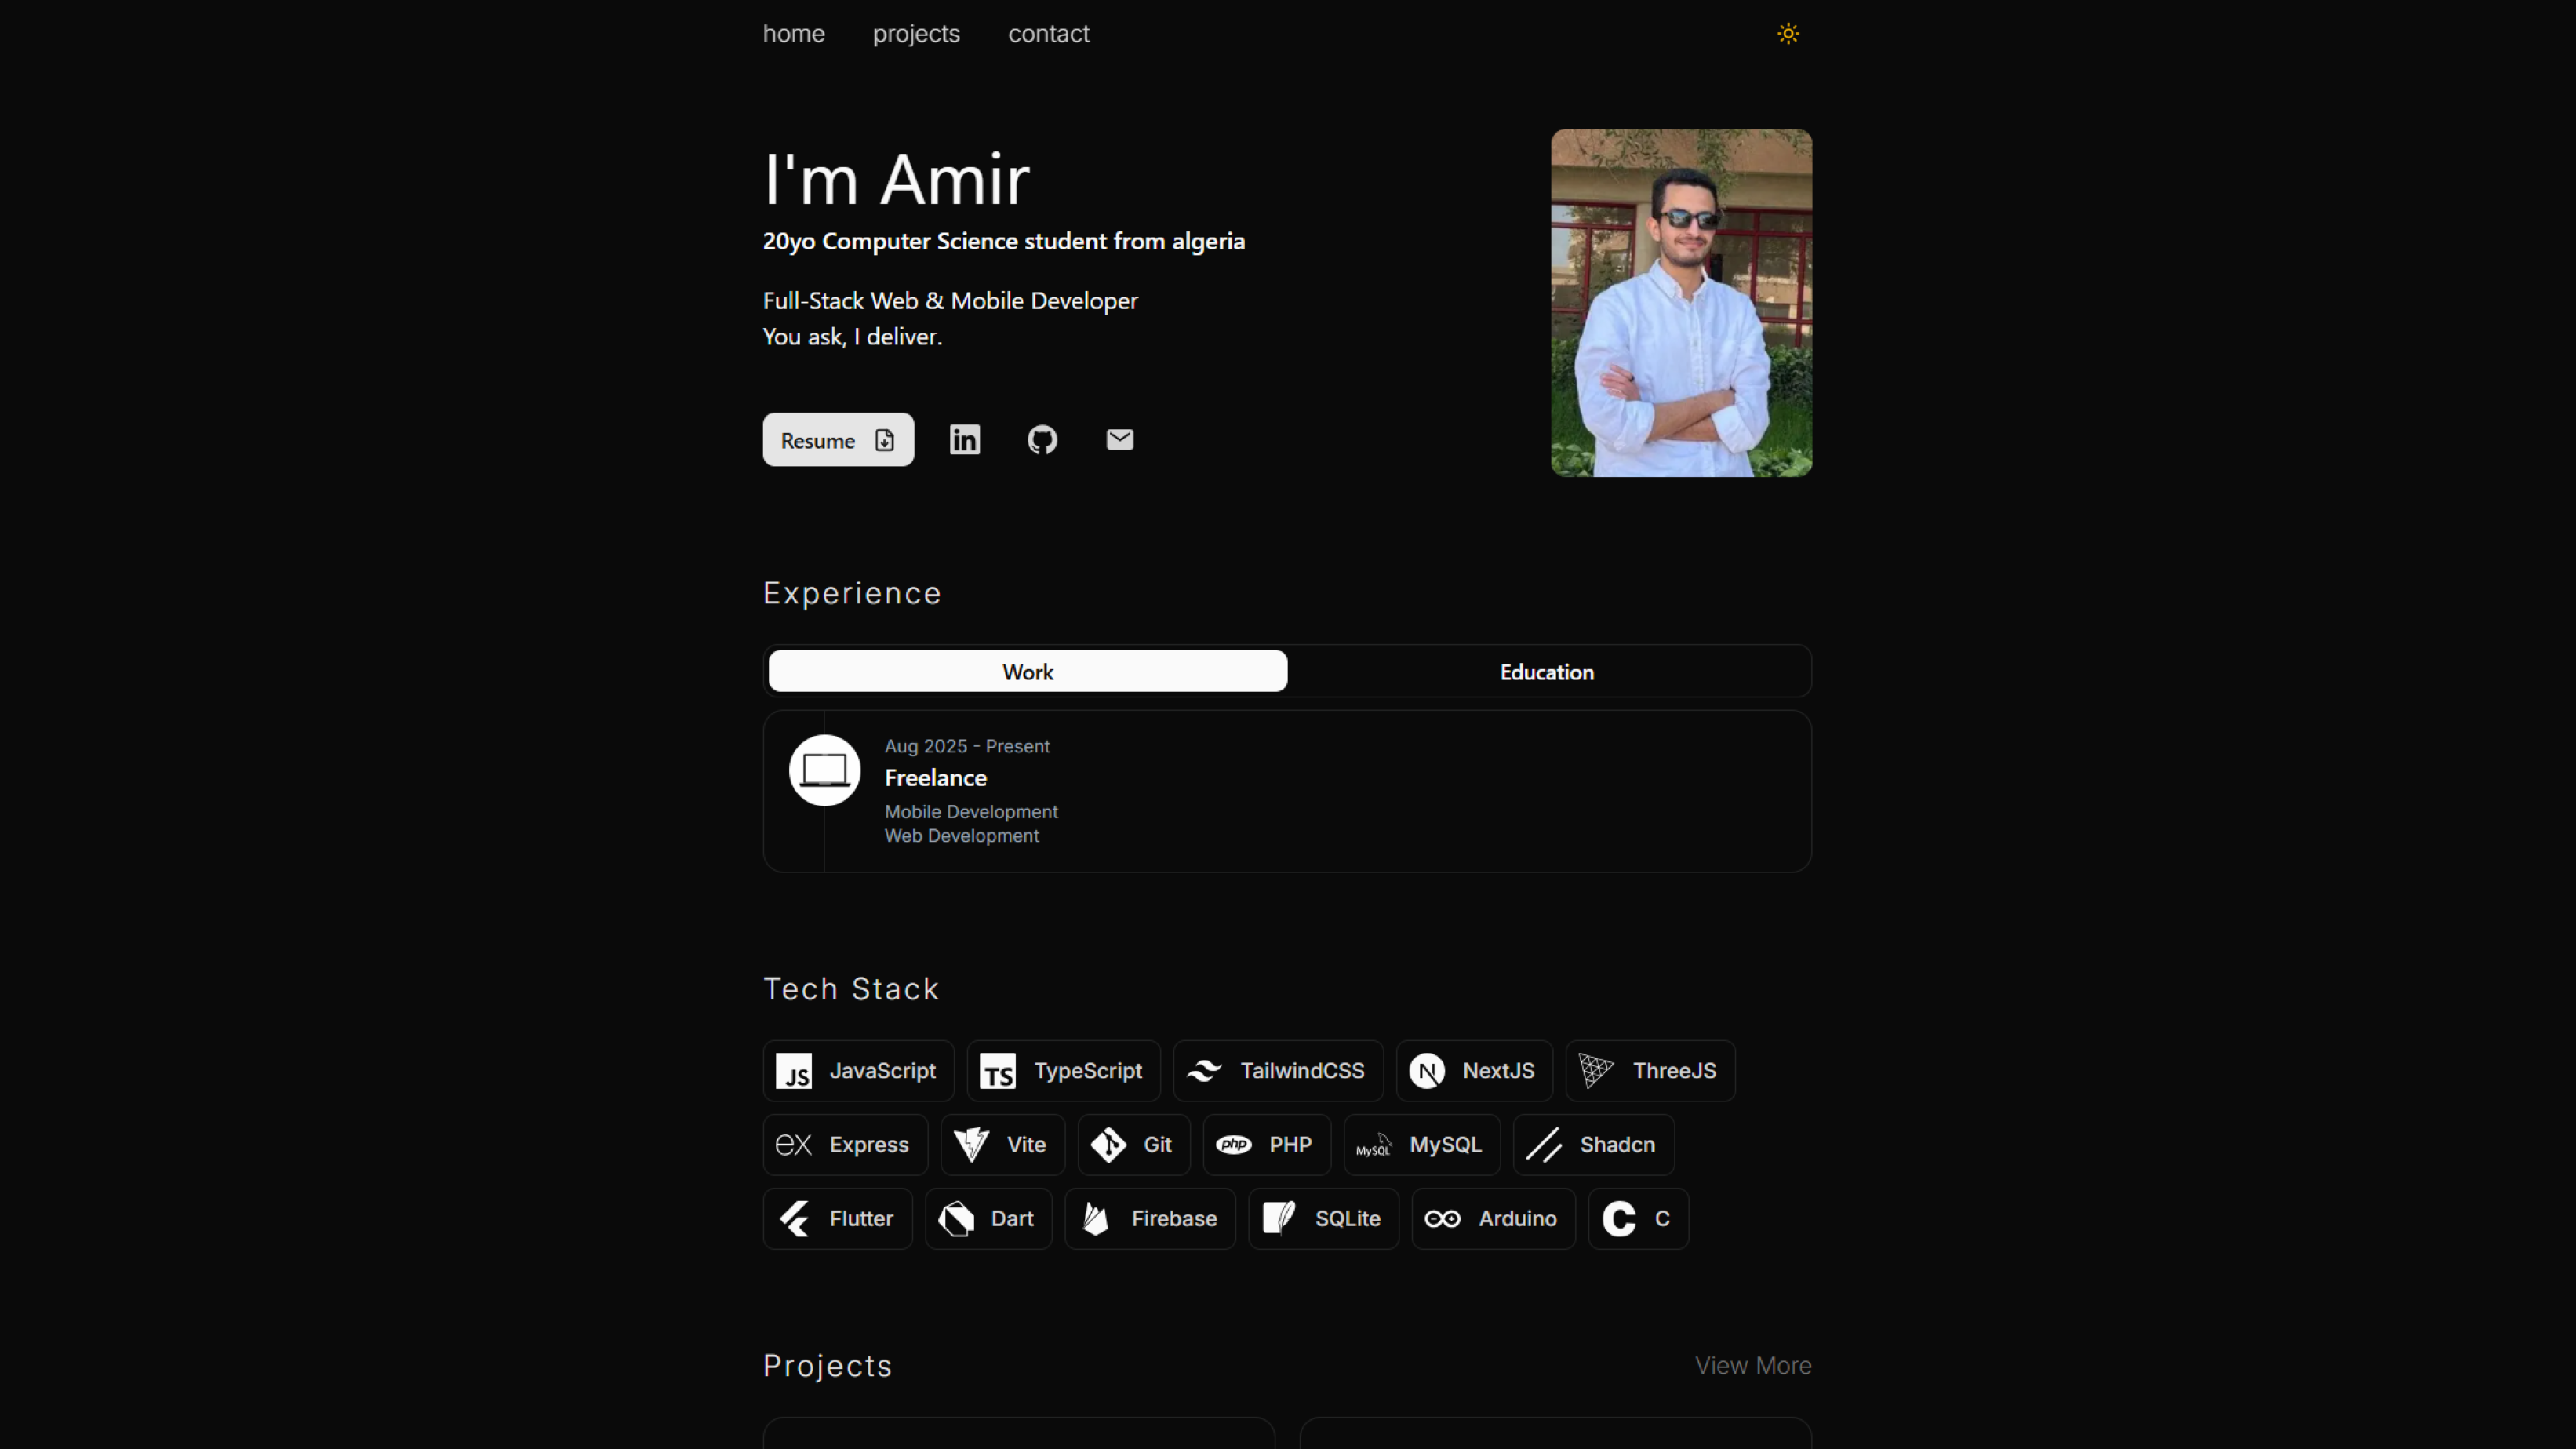 home projects contact
I'm Amir
20yo Computer Science student from algeria
Full-Stack Web & Mobile Developer
You ask, I deliver.
Resume in
Experience
Work Education
Aug 2025 - Present
Freelance
Mobile Development
Web Development
Tech Stack
JS JavaScript TS TypeScript TailwindCSS N NextJS ThreeJS
ex Express Vite Git php PHP MySQL MySQL Shadcn
Flutter Dart Firebase SQLite Arduino C C
Projects View More